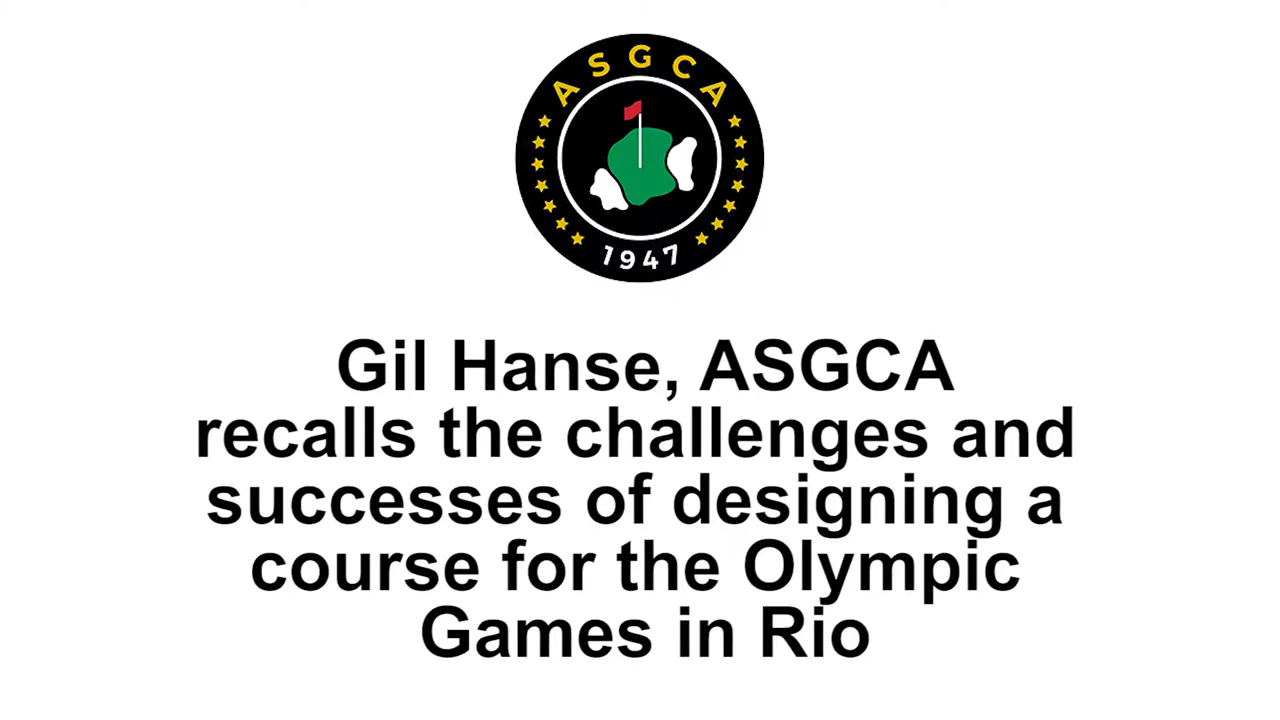 ASGCA
1947
Gil Hanse, ASGCA
recalls the challenges and
successes of designing a
course for the Olympic
Games in Rio